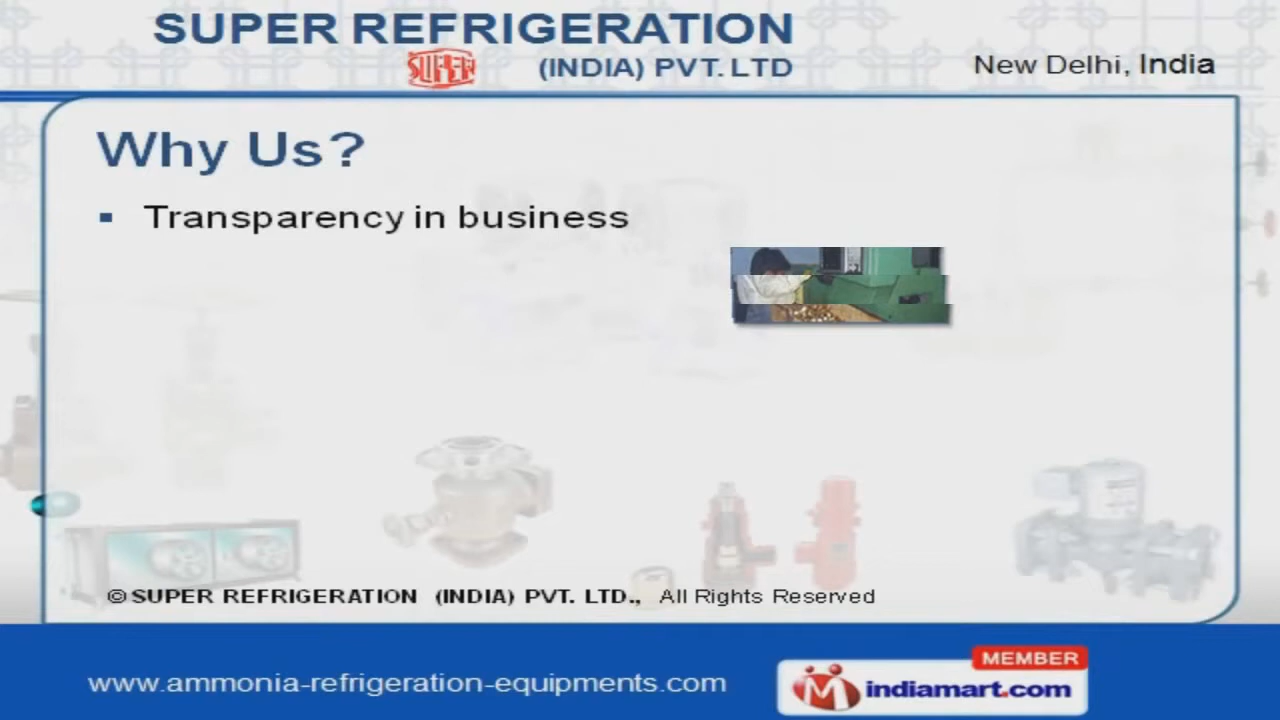 SUPER REFRIGERATION
SUPER
(INDIA) PVT. LTD
New Delhi, India
Why Us?
▪ Transparency in business
© SUPER REFRIGERATION (INDIA) PVT. LTD., All Rights Reserved
www.ammonia-refrigeration-equipments.com
MEMBER
indiamart.com